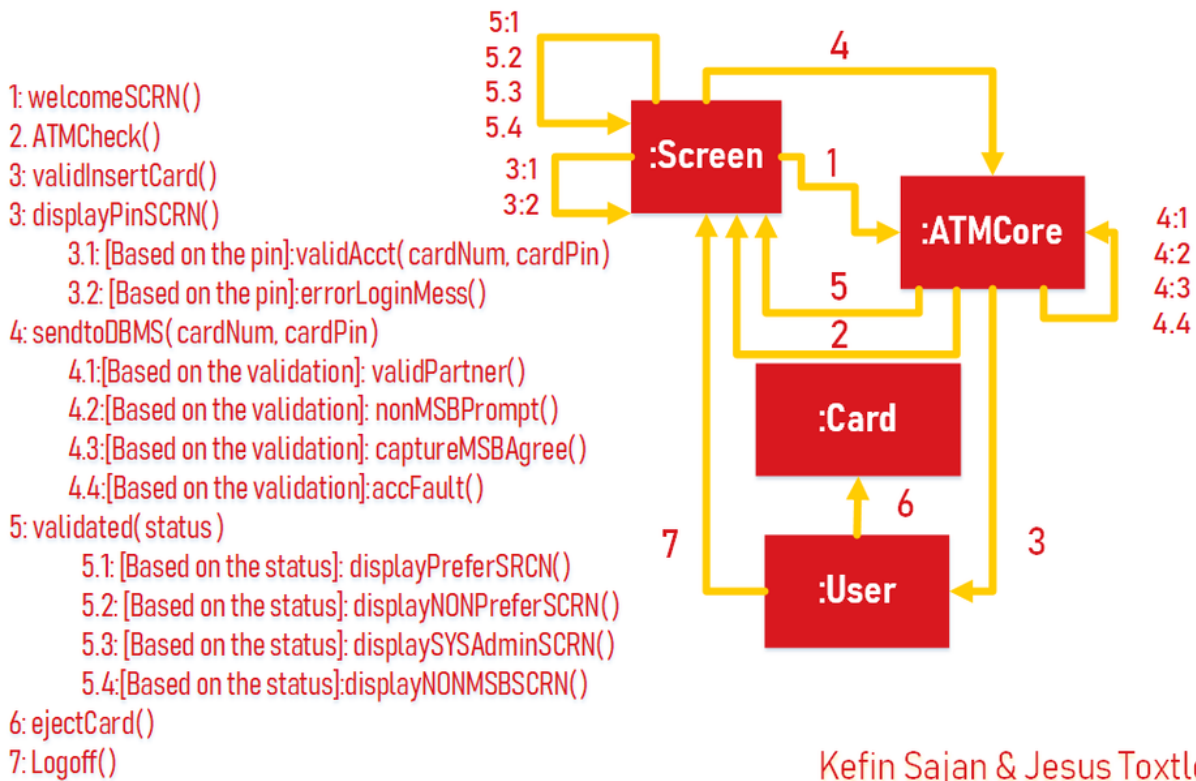 1: welcomeSCRN()
2. ATMCheck()
3: validInsertCard()
3: displayPinSCRN()
3.1: [Based on the pin]:validAcct( cardNum, cardPin)
3.2: [Based on the pin]:errorLoginMess()
4: sendtoDBMS( cardNum, cardPin)
4.1:[Based on the validation]: validPartner()
4.2:[Based on the validation]: nonMSBPrompt()
4.3:[Based on the validation]: captureMSBAgree()
4.4:[Based on the validation]:accFault()
5: validated( status )
5.1: [Based on the status]: displayPreferSRCN()
5.2: [Based on the status]: displayNONPreferSCRN()
5.3: [Based on the status]: displaySYSAdminSCRN()
5.4:[Based on the status]:displayNONMSBSCRN()
6: ejectCard()
7: Logoff()
5:1
5.2
5.3
5.4
4
:Screen
3:1
3:2
1
:ATMCore
4:1
4:2
4:3
4.4
5
2
:Card
6
7
3
:User
Kefin Sajan & Jesus Toxtl